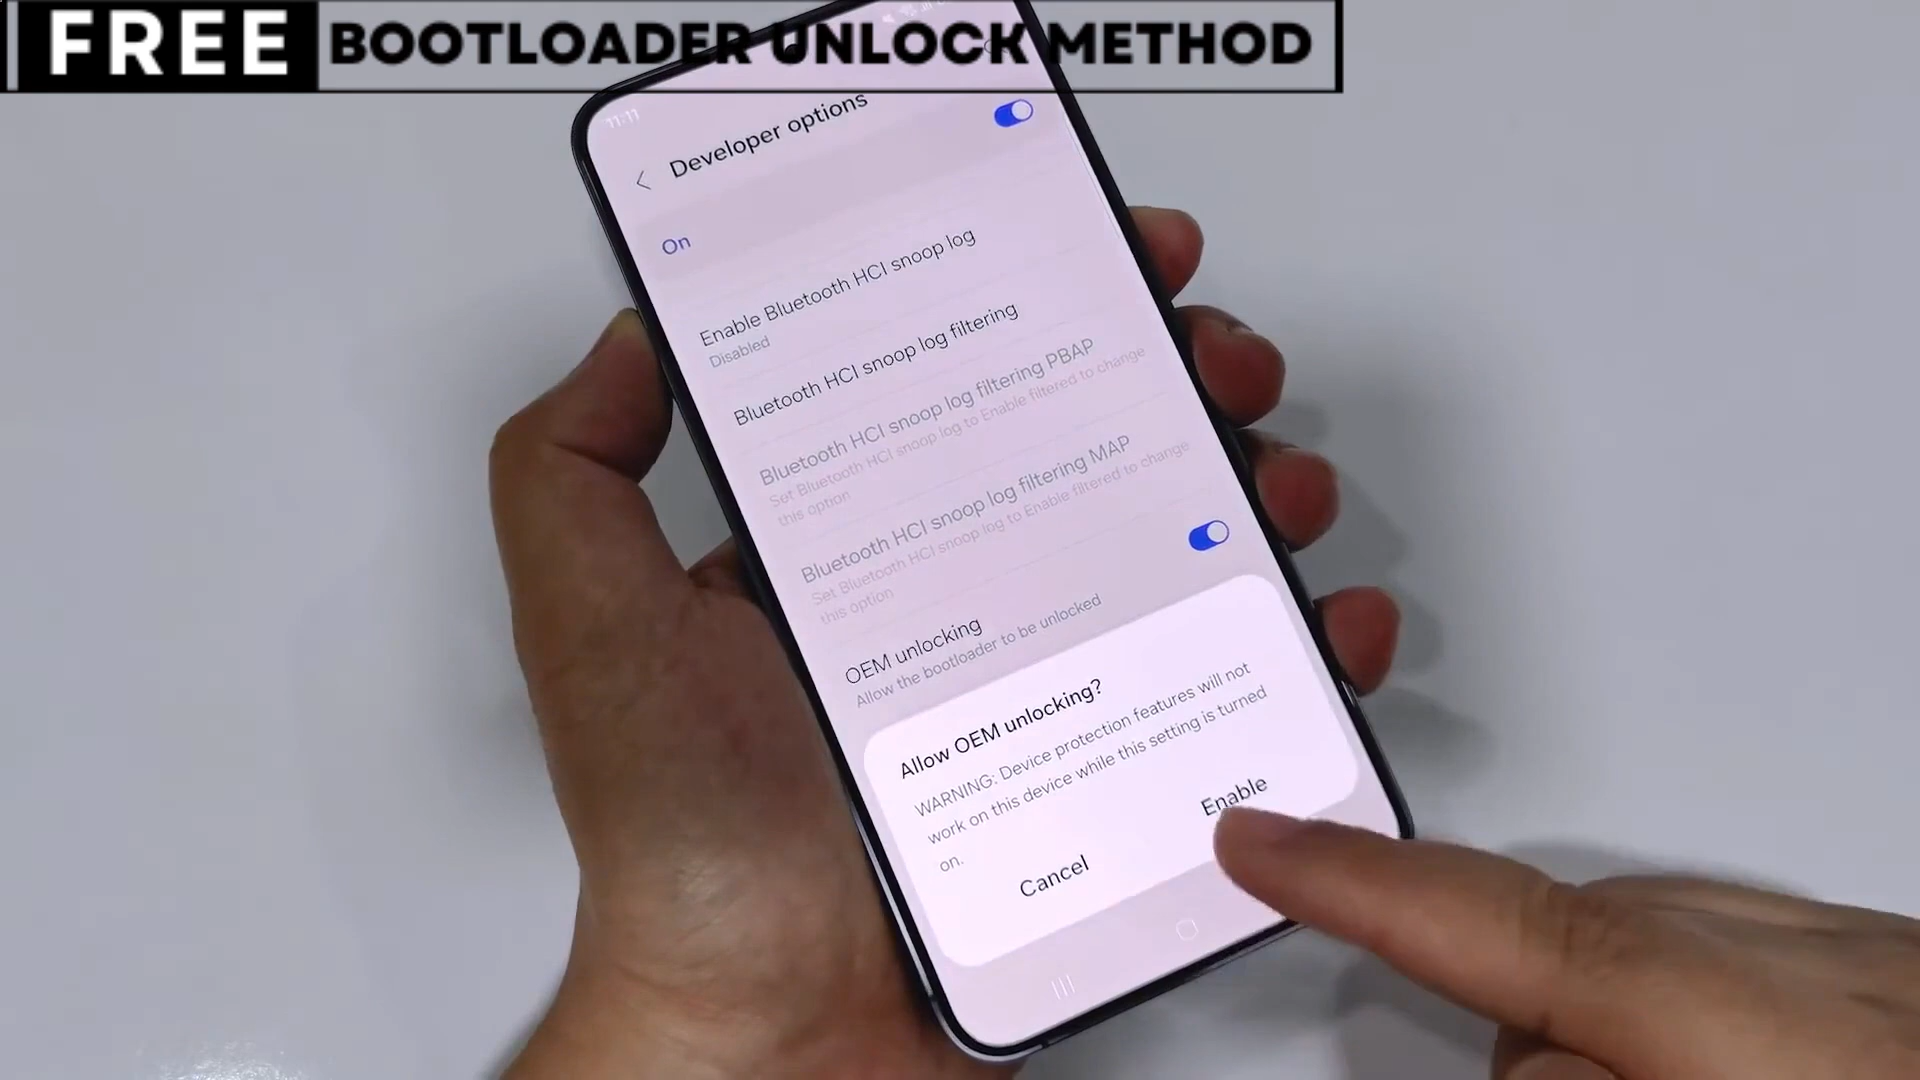 FREE BOOTLOADER UNLOCK METHOD
11:11
Developer options
On
Enable Bluetooth HCI snoop log
Disabled
Bluetooth HCI snoop log filtering
Bluetooth HCI snoop log filtering PBAP
Set Bluetooth HCI snoop log to Enable filtered to change
this option
Bluetooth HCI snoop log filtering MAP
Set Bluetooth HCI snoop log to Enable filtered to change
this option
OEM unlocking
Allow the bootloader to be unlocked
Allow OEM unlocking?
WARNING: Device protection features will not
work on this device while this setting is turned
on.
Cancel
Enable